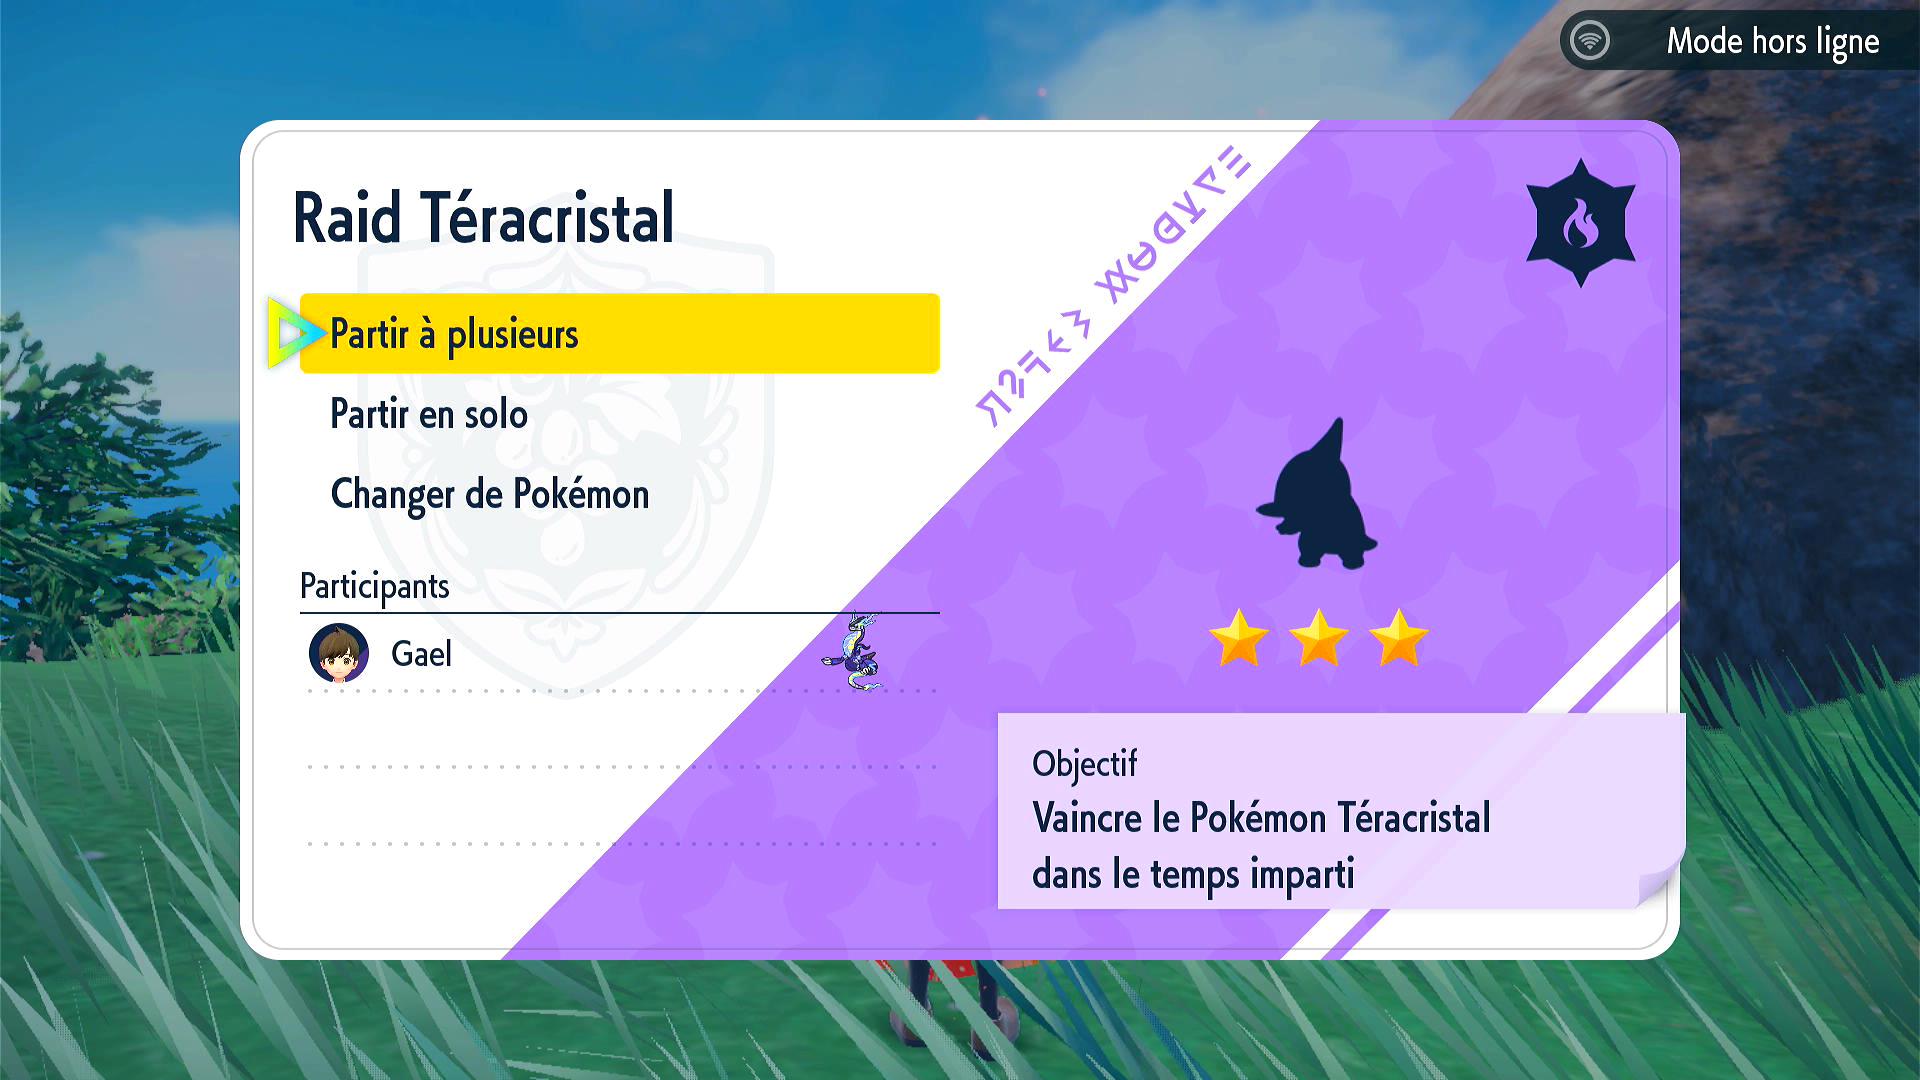 Mode hors ligne
Raid Téracristal
Partir à plusieurs
Partir en solo
Changer de Pokémon
Participants
Gael
Objectif
Vaincre le Pokémon Téracristal
dans le temps imparti